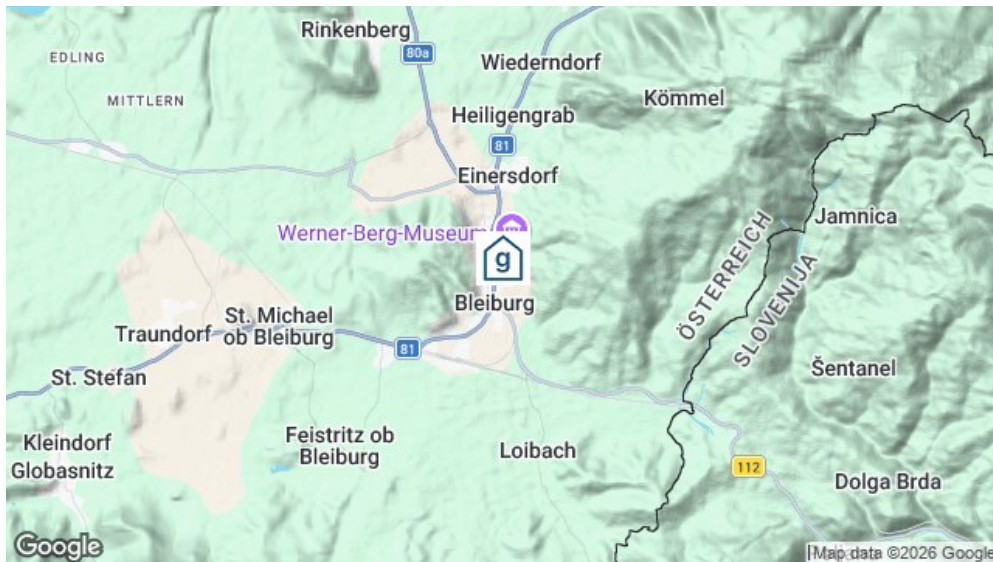 Rinkenberg
EDLING
80a
Wiederndorf
MITTLERN
Kömmel
Heiligengrab
81
Einersdorf
Jamnica
Werner-Berg-Museum
g
ÖSTERREICH
SLOVENIJA
Bleiburg
St. Michael
ob Bleiburg
Traundorf
81
St. Stefan
Šentanel
Feistritz ob
Bleiburg
Kleindorf
Globasnitz
Loibach
112
Dolga Brda
Google
Map data ©2026 Google